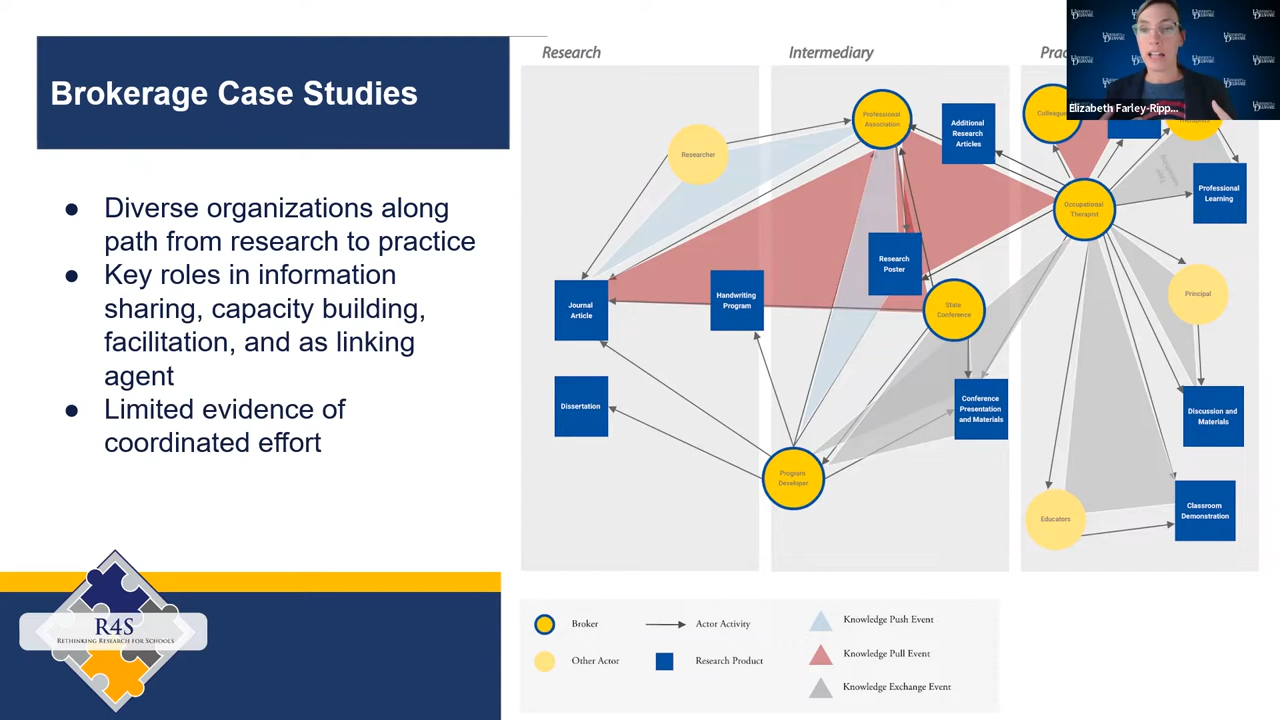 Brokerage Case Studies
● Diverse organizations along
path from research to practice
● Key roles in information
sharing, capacity building,
facilitation, and as linking
agent
● Limited evidence of
coordinated effort
R4S
RETHINKING RESEARCH FOR SCHOOLS
Research
Intermediary
Elizabeth Farley-Ripp...
Researcher
Professional
Association
Additional
Research
Articles
Occupational
Therapist
Professional
Learning
Research
Poster
Journal
Article
Handwriting
Program
State
Conference
Principal
Dissertation
Conference
Presentation
and Materials
Discussion and
Materials
Program
Developer
Educators
Classroom
Demonstration
Broker
Actor Activity
Knowledge Push Event
Other Actor
Research Product
Knowledge Pull Event
Knowledge Exchange Event